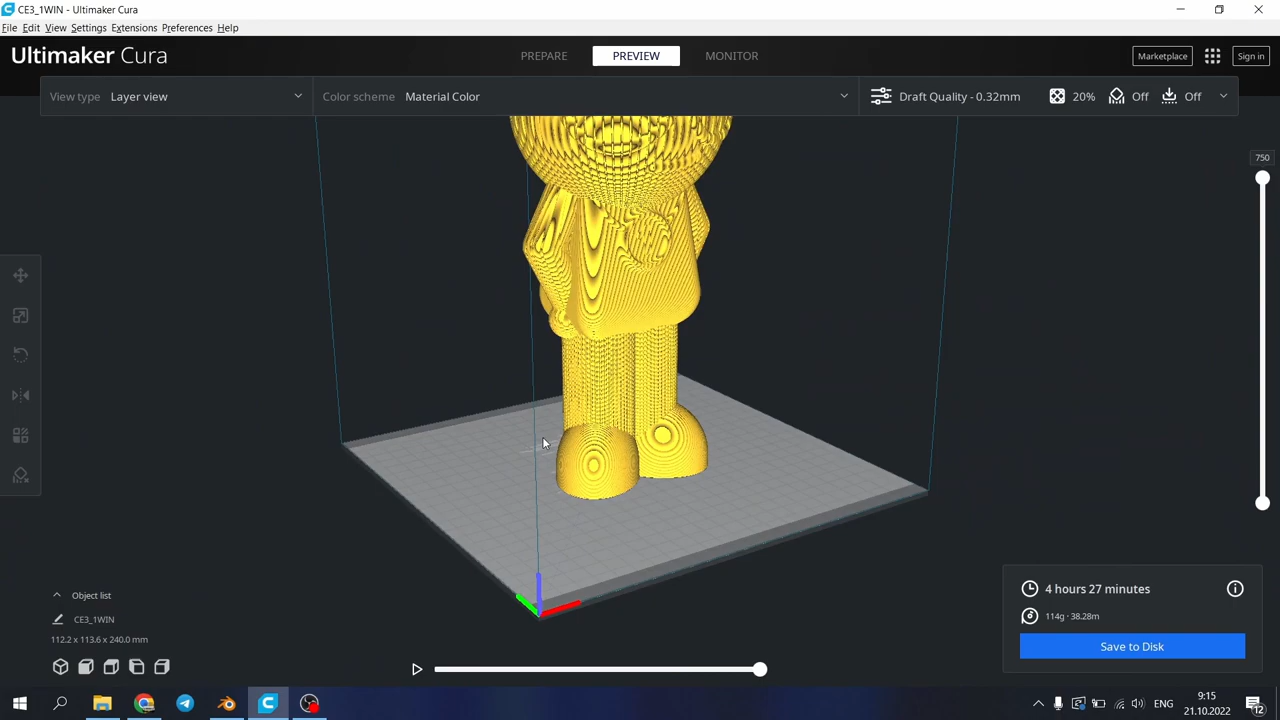 CE3_1WIN - Ultimaker Cura
File Edit View Settings Extensions Preferences Help
Ultimaker Cura
PREPARE PREVIEW MONITOR
Marketplace Sign in
View type Layer view Color scheme Material Color Draft Quality - 0.32mm 20% Off Off
750
4 hours 27 minutes
114g · 38.28m
Save to Disk
Object list
CE3_1WIN
112.2 x 113.6 x 240.0 mm
ENG
9:15
21.10.2022
12